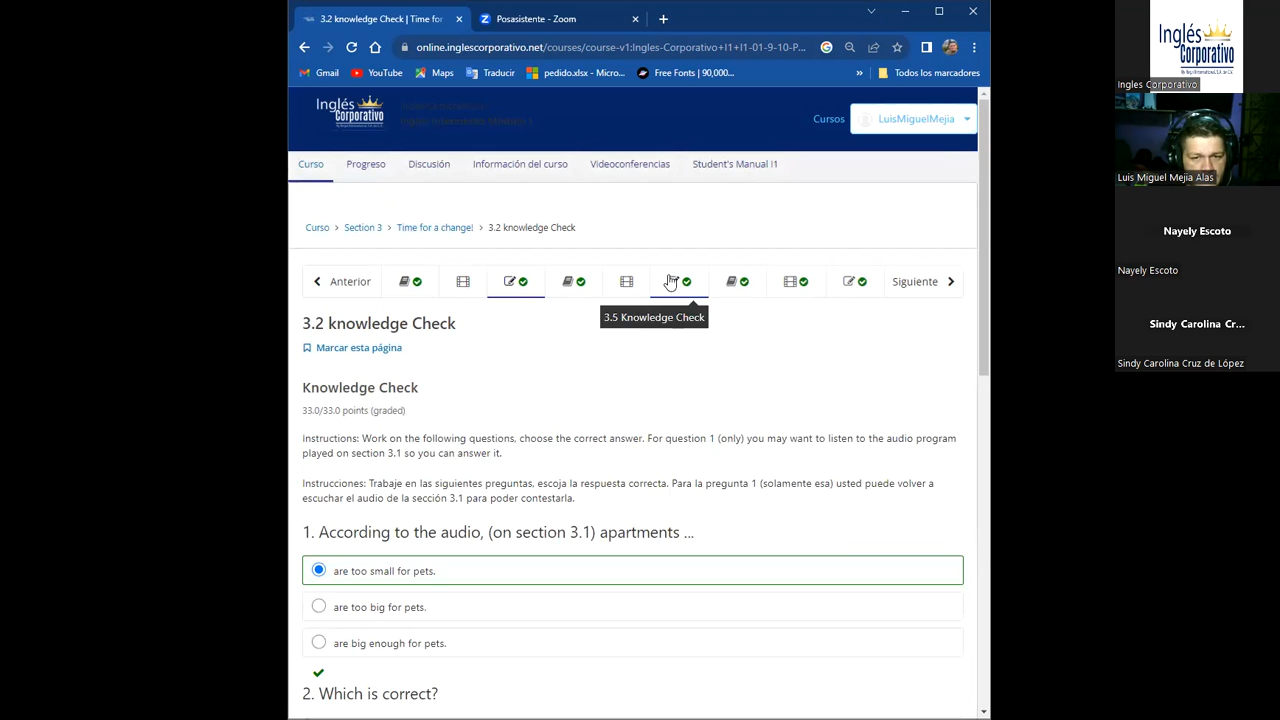 3.2 knowledge Check | Time for
Posasistente - Zoom
online.inglescorporativo.net/courses/course-v1:Ingles-Corporativo+I1+I1-01-9-10-P...
Gmail
YouTube
Maps
Traducir
pedido.xlsx - Micro...
Free Fonts | 90,000...
»
Todos los marcadores
Inglés
CORPORATIVO
Cursos
LuisMiguelMejia
Curso
Progreso
Discusión
Información del curso
Videoconferencias
Student's Manual I1
Curso > Section 3 > Time for a change! > 3.2 knowledge Check
Anterior
Siguiente
3.5 Knowledge Check
3.2 knowledge Check
Marcar esta página
Knowledge Check
33.0/33.0 points (graded)
Instructions: Work on the following questions, choose the correct answer. For question 1 (only) you may want to listen to the audio program
played on section 3.1 so you can answer it.
Instrucciones: Trabaje en las siguientes preguntas, escoja la respuesta correcta. Para la pregunta 1 (solamente esa) usted puede volver a
escuchar el audio de la sección 3.1 para poder contestarla.
1. According to the audio, (on section 3.1) apartments ...
are too small for pets.
are too big for pets.
are big enough for pets.
2. Which is correct?
Inglés
CORPORATIVO
Ingles Corporativo
Luis Miguel Mejia Alas
Nayely Escoto
Nayely Escoto
Sindy Carolina Cr...
Sindy Carolina Cruz de López